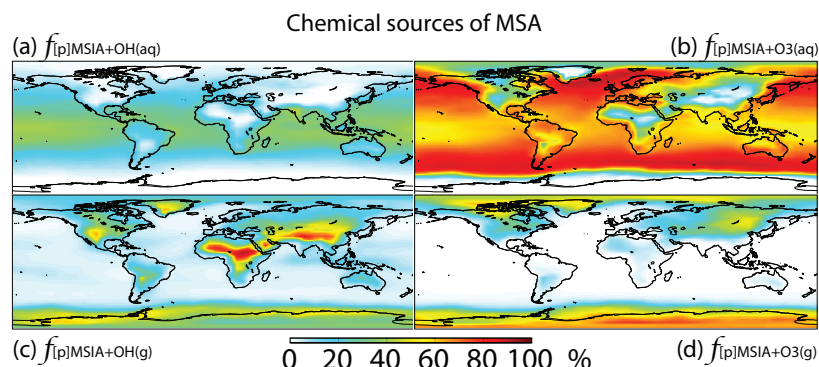 Chemical sources of MSA
(a) f[p]MSIA+OH(aq)
(b) f[p]MSIA+O3(aq)
(c) f[p]MSIA+OH(g)
0 20 40 60 80 100 %
(d) f[p]MSIA+O3(g)